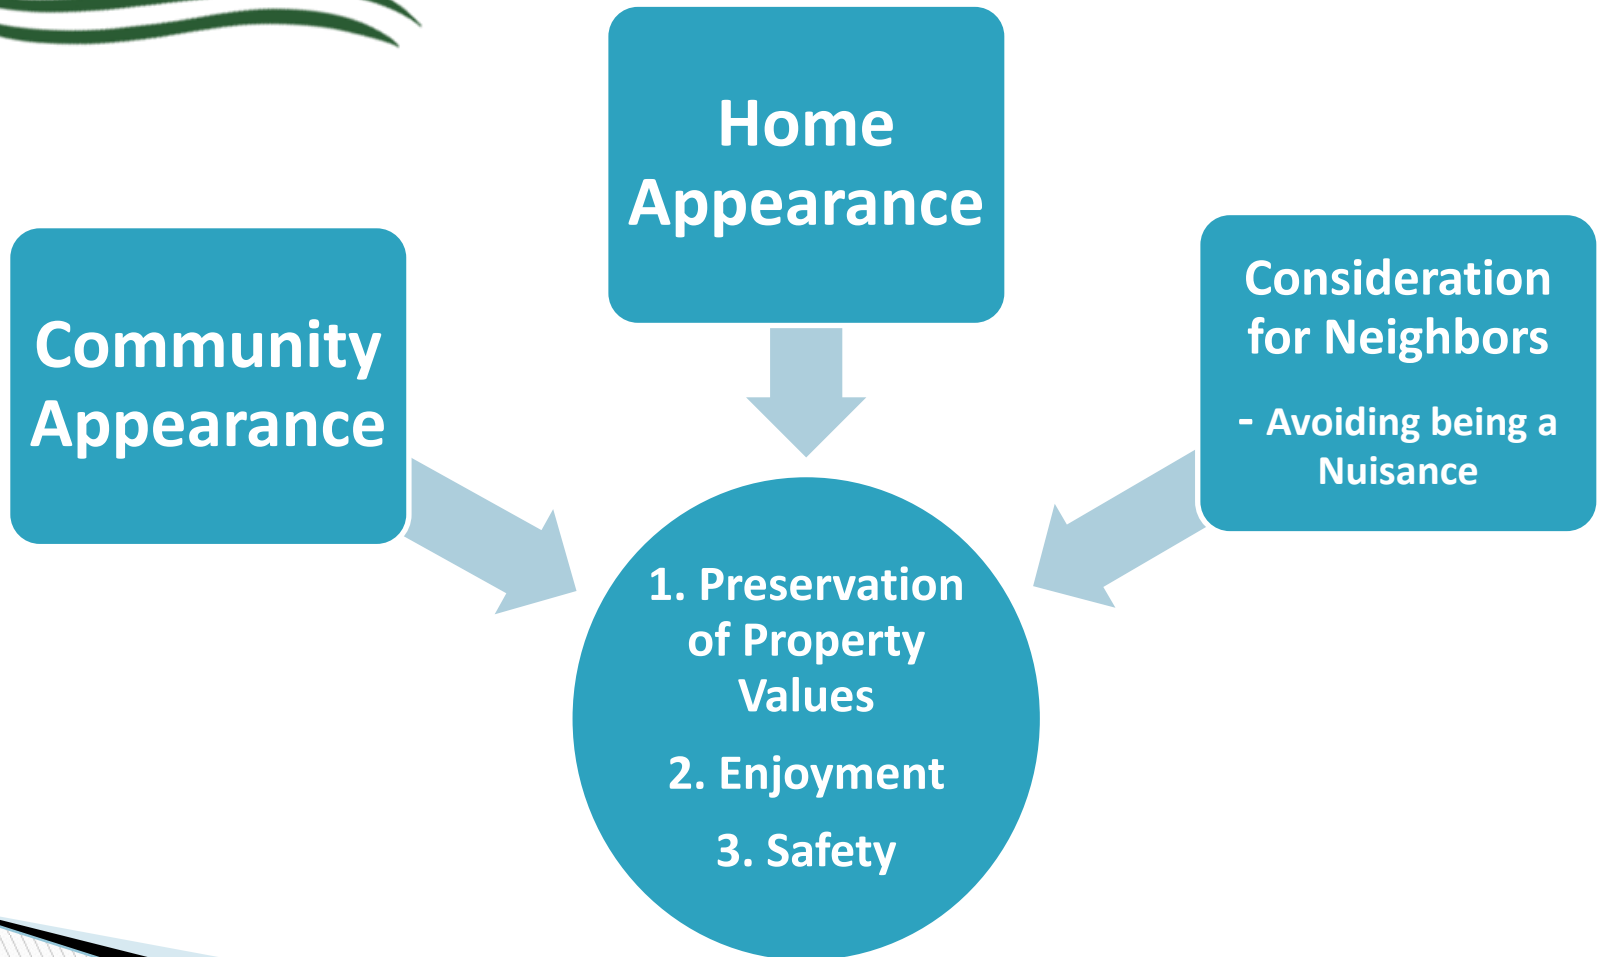 Home
Appearance
Community
Appearance
Consideration
for Neighbors
- Avoiding being a
Nuisance
1. Preservation
of Property
Values
2. Enjoyment
3. Safety